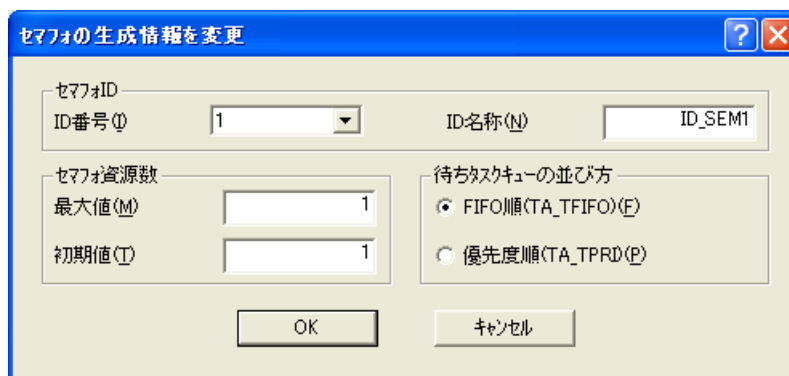 セマフォの生成情報を変更
セマフォID
ID番号(I) 1 ID名称(N) ID_SEM1
セマフォ資源数 待ちタスクキューの並び方
最大値(M) 1 FIFO順(TA_TFIFO)(F)
初期値(T) 1 優先度順(TA_TPRI)(P)
OK キャンセル